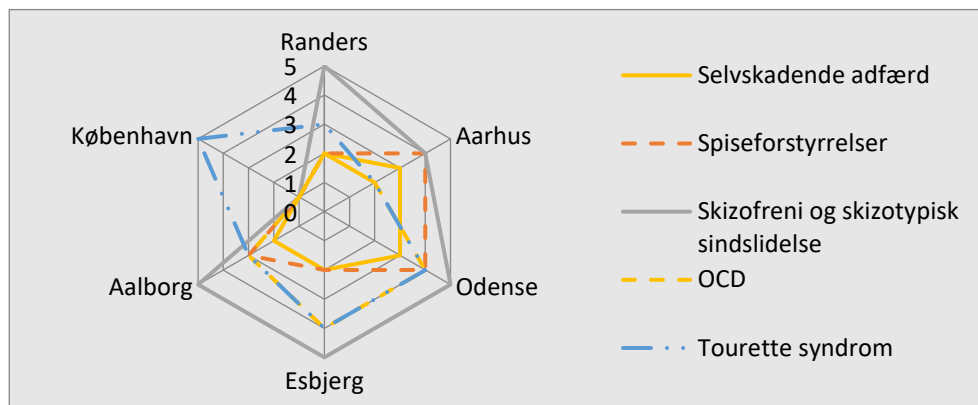 Randers
5
4
3
2
1
0
København
Aarhus
Aalborg
Odense
Esbjerg
Selvskadende adfærd
Spiseforstyrrelser
Skizofreni og skizotypisk
sindslidelse
OCD
Tourette syndrom